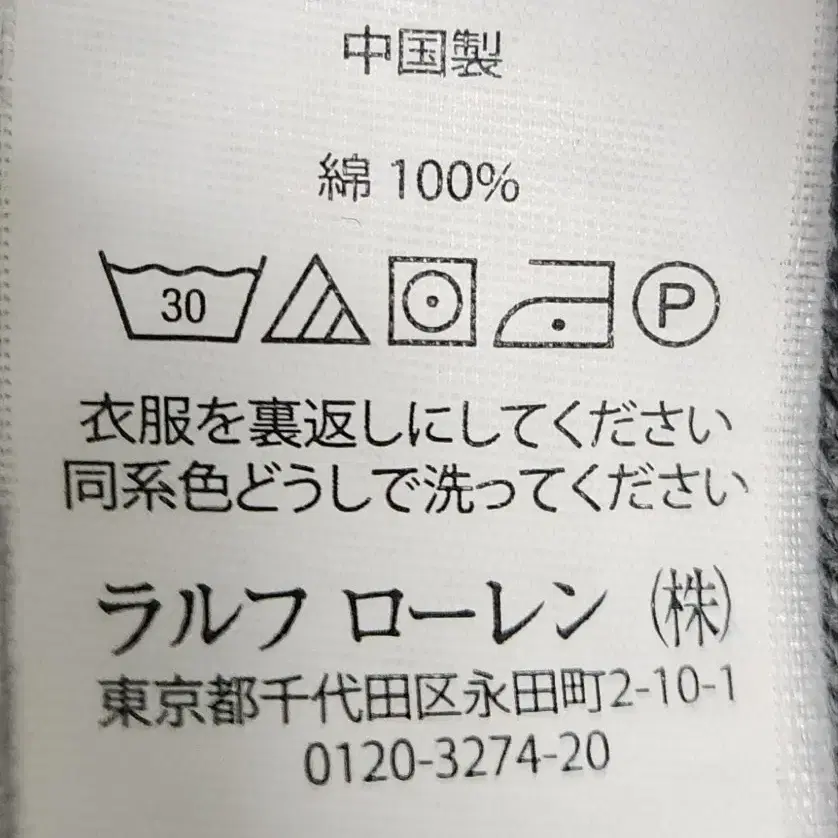 中国製
綿 100%
30 P
衣服を裏返しにしてください
同系色どうしで洗ってください
ラルフ ローレン (株)
東京都千代田区永田町2-10-1
0120-3274-20